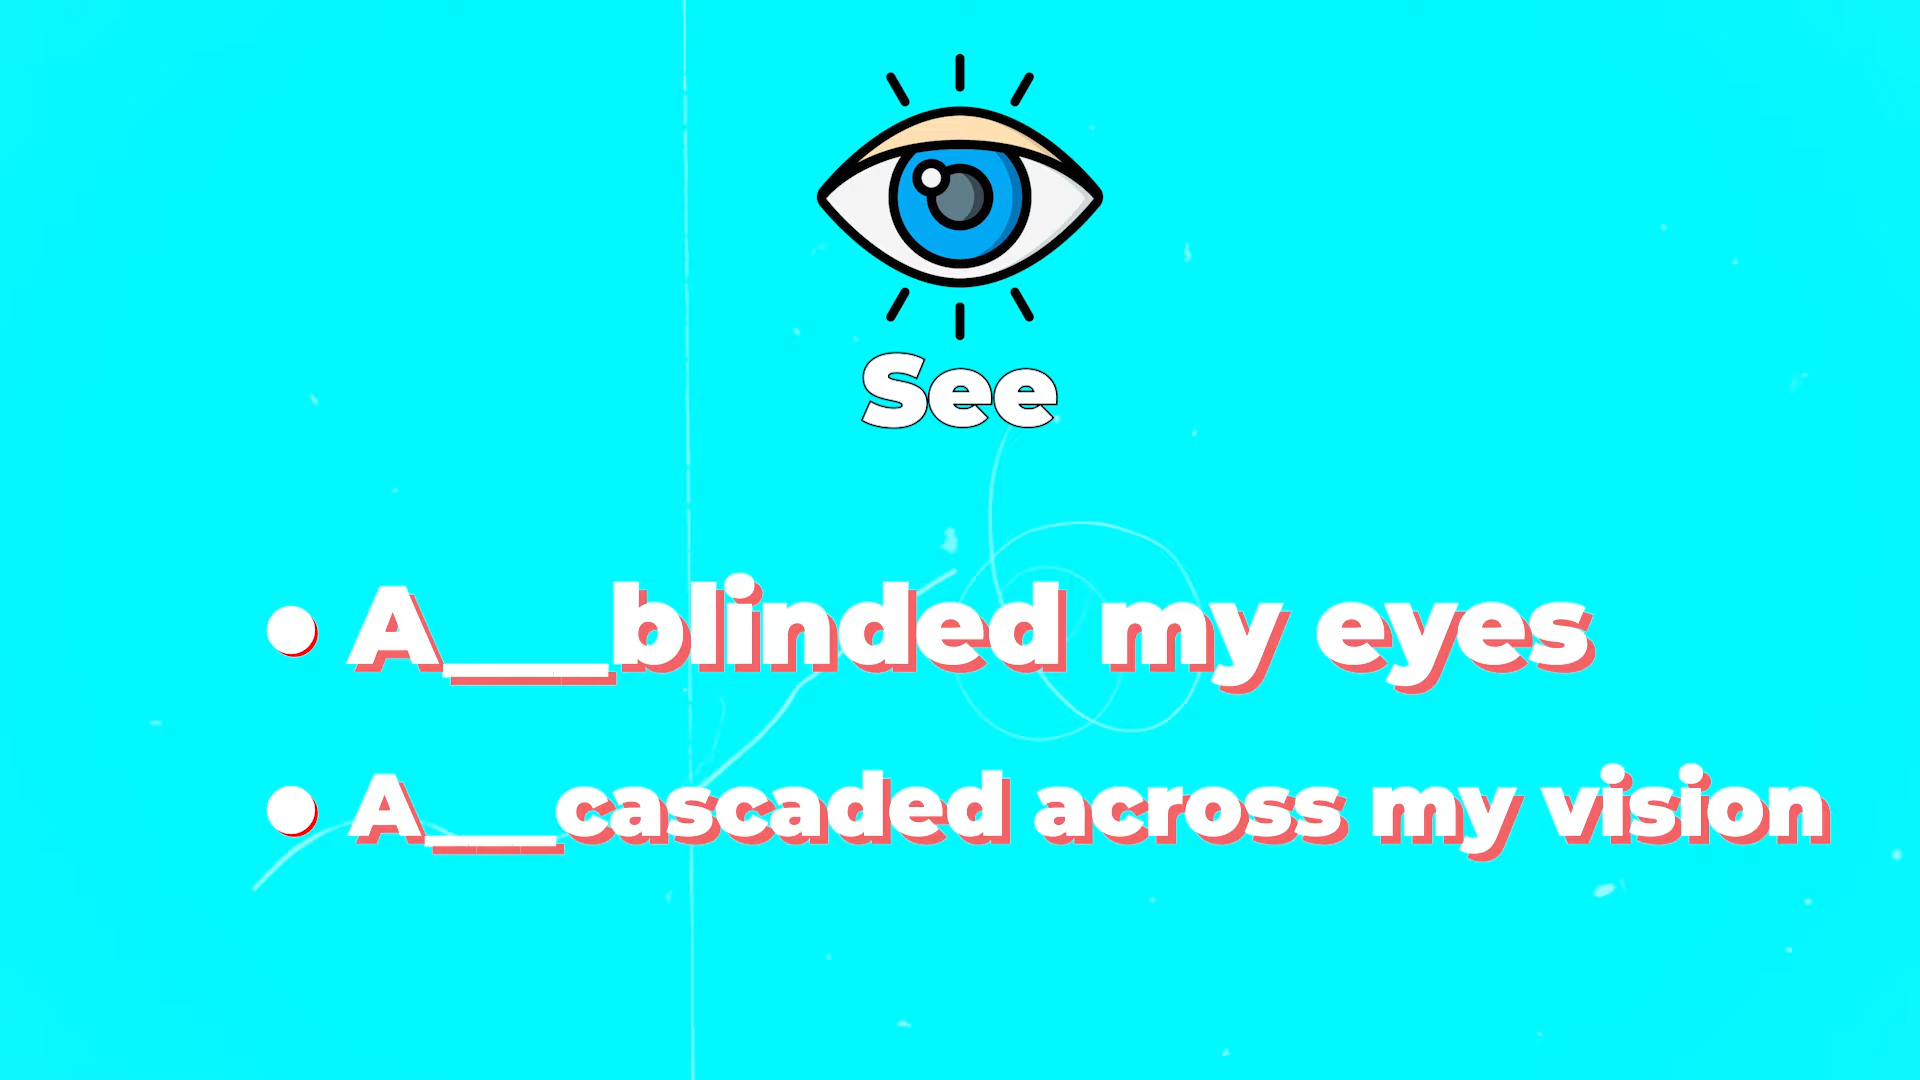 See
• A___blinded my eyes
• A___cascaded across my vision